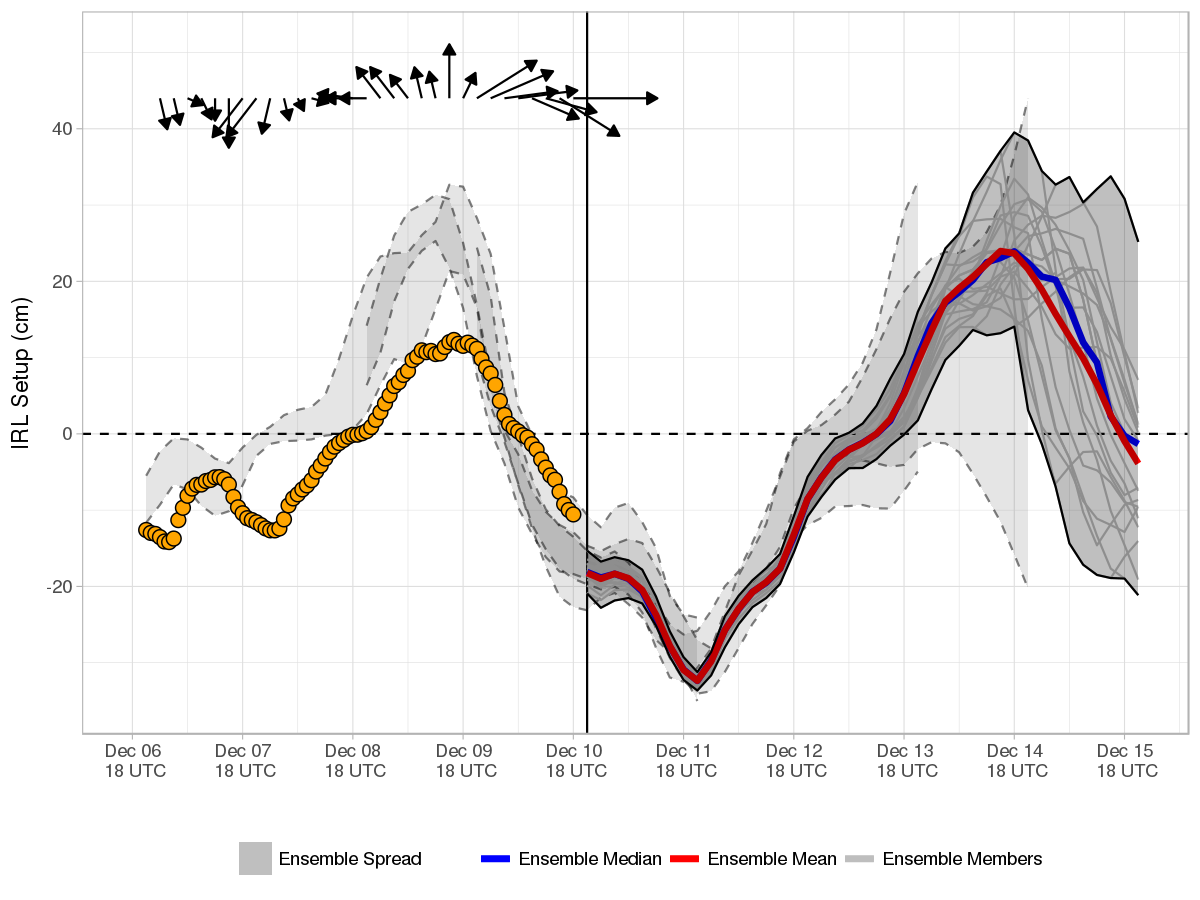 IRL Setup (cm)
40
20
0
-20
Dec 06 Dec 07 Dec 08 Dec 09 Dec 10 Dec 11 Dec 12 Dec 13 Dec 14 Dec 15
18 UTC 18 UTC 18 UTC 18 UTC 18 UTC 18 UTC 18 UTC 18 UTC 18 UTC 18 UTC
Ensemble Spread Ensemble Median Ensemble Mean Ensemble Members